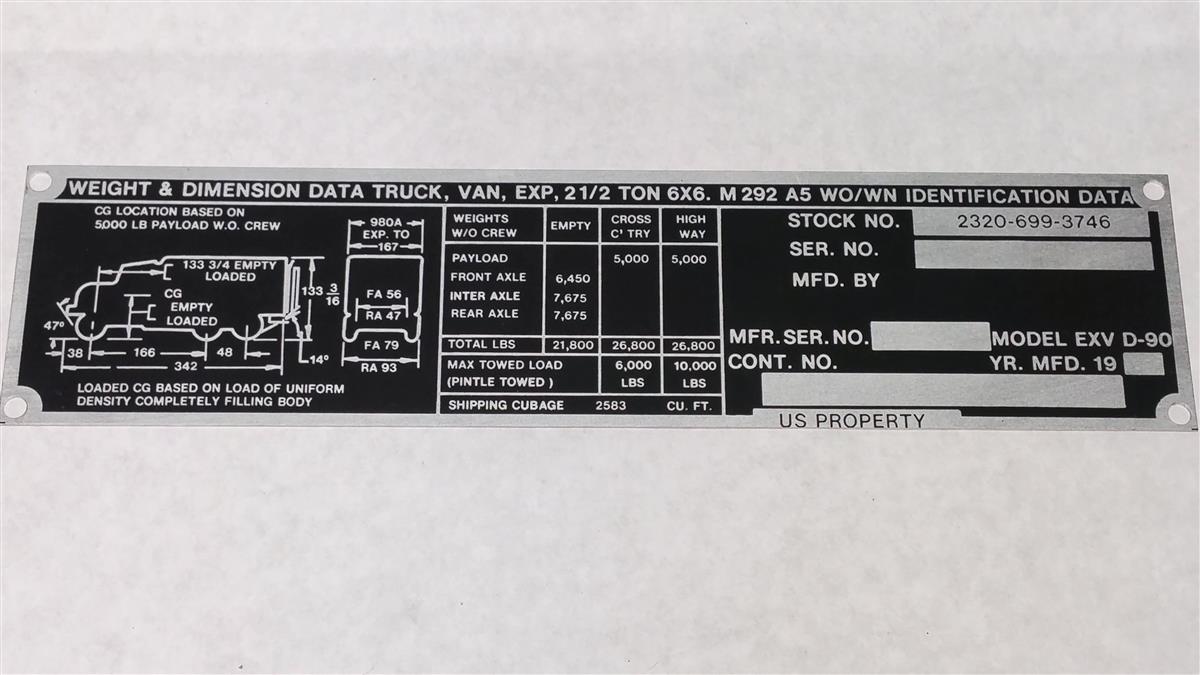 WEIGHT & DIMENSION DATA TRUCK, VAN, EXP, 2 1/2 TON 6X6. M 292 A5 WO/WN IDENTIFICATION DATA
CG LOCATION BASED ON
5,000 LB PAYLOAD W.O. CREW
133 3/4 EMPTY
LOADED
CG
EMPTY
LOADED
47°
38
166
48
342
14°
133 3/16
LOADED CG BASED ON LOAD OF UNIFORM
DENSITY COMPLETELY FILLING BODY
980A
EXP. TO
167
FA 56
RA 47
FA 79
RA 93
WEIGHTS W/O CREW EMPTY CROSS C' TRY HIGH WAY
PAYLOAD 5,000 5,000
FRONT AXLE 6,450
INTER AXLE 7,675
REAR AXLE 7,675
TOTAL LBS 21,800 26,800 26,800
MAX TOWED LOAD 6,000 10,000
(PINTLE TOWED ) LBS LBS
SHIPPING CUBAGE 2583 CU. FT.
STOCK NO. 2320-699-3746
SER. NO.
MFD. BY
MFR. SER. NO. MODEL EXV D-90
CONT. NO. YR. MFD. 19
US PROPERTY